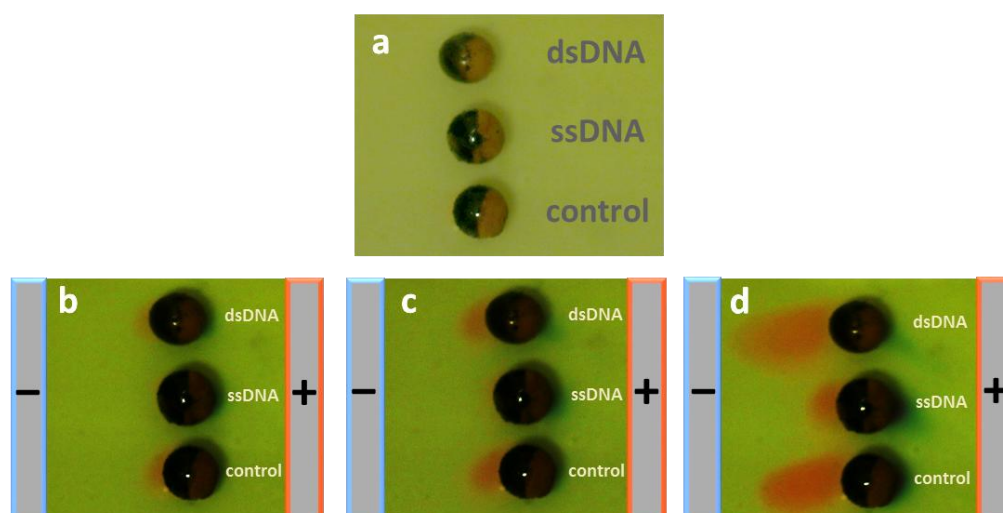 a
dsDNA
ssDNA
control
b
dsDNA
−
ssDNA
+
control
c
dsDNA
−
ssDNA
+
control
d
dsDNA
−
ssDNA
+
control